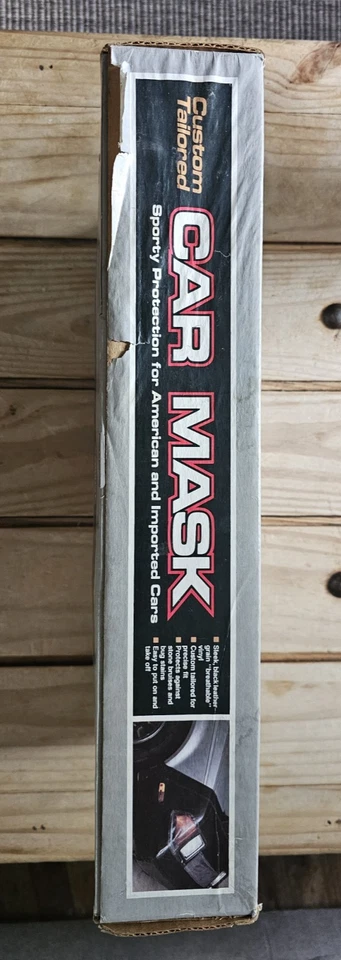 Custom
Tailored
CAR MASK
Sporty Protection for American and Imported Cars
Sleek, black leather-
grain "breathable"
vinyl
Custom tailored for
precise fit
Protects against
stone bruises and
bug stains
Easy to put on and
take off